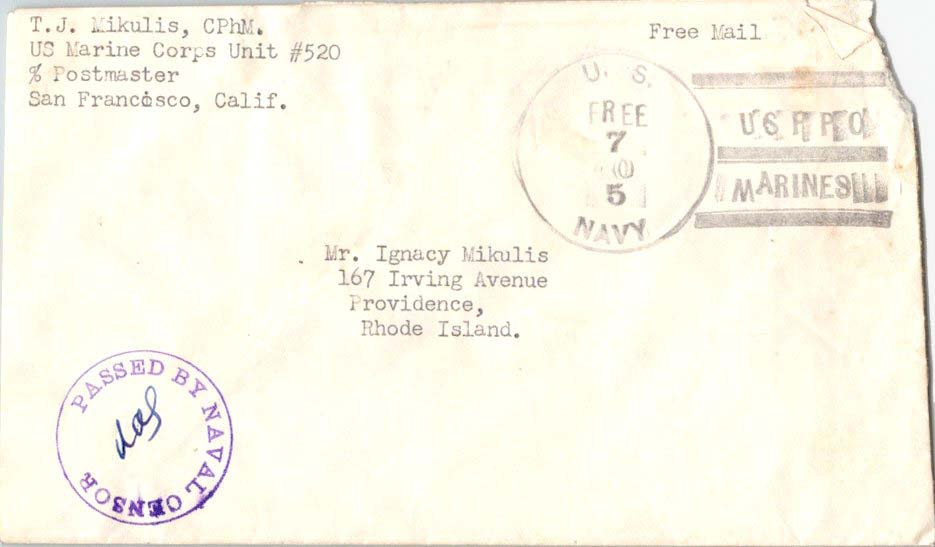 T.J. Mikulis, CPhM.
US Marine Corps Unit #520
% Postmaster
San Francisco, Calif.
Free Mail
U. S.
FREE
7
5
NAVY
MARINES
Mr. Ignacy Mikulis
167 Irving Avenue
Providence,
Rhode Island.
PASSED BY NAVAL CENSOR